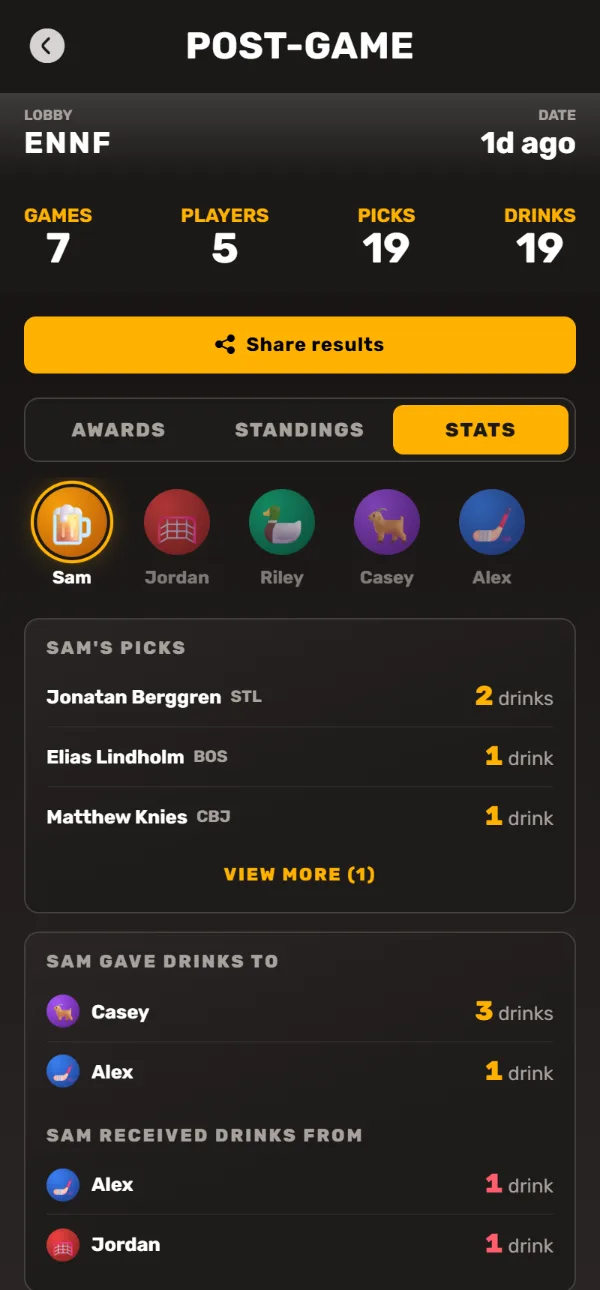 POST-GAME
LOBBY DATE
ENNF 1d ago
GAMES PLAYERS PICKS DRINKS
7 5 19 19
Share results
AWARDS STANDINGS STATS
Sam Jordan Riley Casey Alex
SAM'S PICKS
Jonatan Berggren STL 2 drinks
Elias Lindholm BOS 1 drink
Matthew Knies CBJ 1 drink
VIEW MORE (1)
SAM GAVE DRINKS TO
Casey 3 drinks
Alex 1 drink
SAM RECEIVED DRINKS FROM
Alex 1 drink
Jordan 1 drink